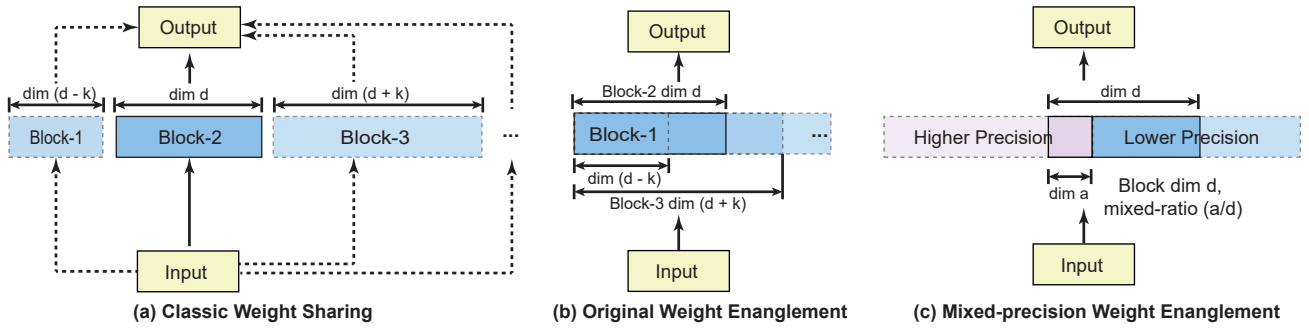 Output
dim (d - k)
dim d
dim (d + k)
Block-1
Block-2
Block-3
...
Input
(a) Classic Weight Sharing
Output
Block-2 dim d
Block-1
...
dim (d - k)
Block-3 dim (d + k)
Input
(b) Original Weight Enanglement
Output
dim d
Higher Precision
Lower Precision
dim a
Block dim d,
mixed-ratio (a/d)
Input
(c) Mixed-precision Weight Enanglement